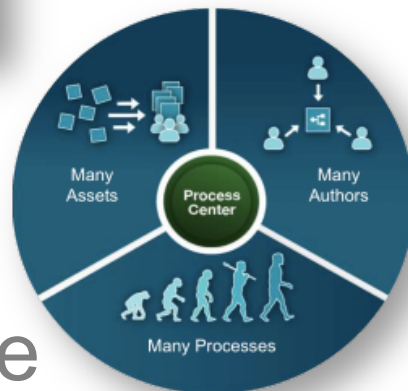 Many
Assets
Many
Authors
Process
Center
Many Processes
e